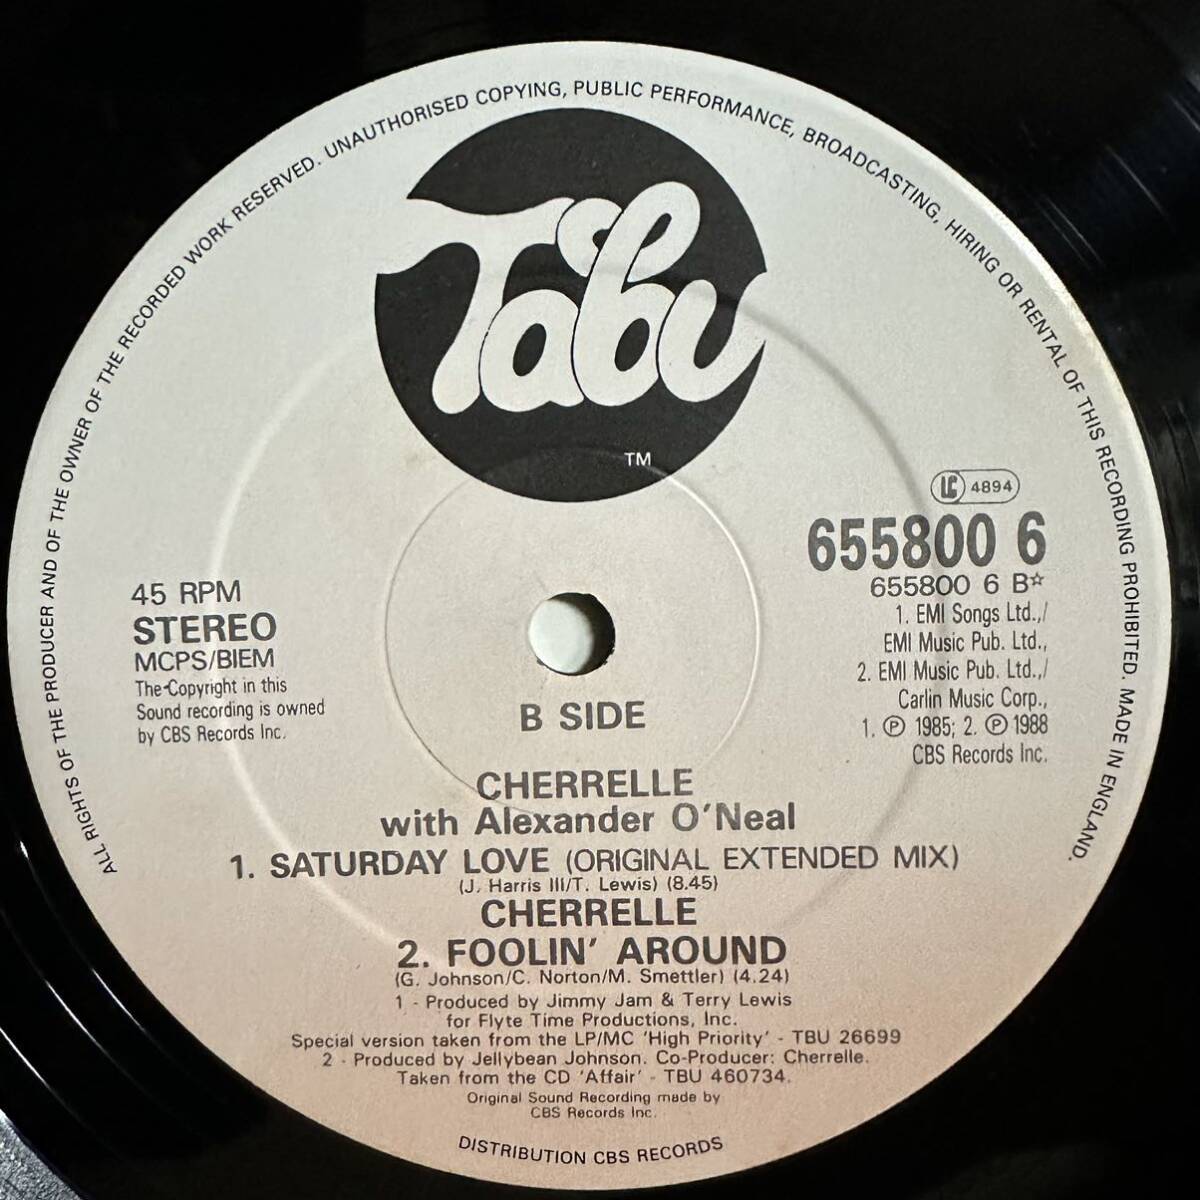 ALL RIGHTS OF THE PRODUCER AND OF THE OWNER OF THE RECORDED WORK RESERVED. UNAUTHORISED COPYING, PUBLIC PERFORMANCE, BROADCASTING, HIRING OR RENTAL OF THIS RECORDING PROHIBITED. MADE IN ENGLAND.
Tabu
TM
LC 4894
655800 6
655800 6 B☆
1. EMI Songs Ltd.,/
EMI Music Pub. Ltd.,
2. EMI Music Pub. Ltd.,/
Carlin Music Corp.,
1. ℗ 1985; 2. ℗ 1988
CBS Records Inc.
45 RPM
STEREO
MCPS/BIEM
The Copyright in this
Sound recording is owned
by CBS Records Inc.
B SIDE
CHERRELLE
with Alexander O'Neal
1. SATURDAY LOVE (ORIGINAL EXTENDED MIX)
(J. Harris III/T. Lewis) (8.45)
CHERRELLE
2. FOOLIN' AROUND
(G. Johnson/C. Norton/M. Smettler) (4.24)
1 - Produced by Jimmy Jam & Terry Lewis
for Flyte Time Productions, Inc.
Special version taken from the LP/MC 'High Priority' - TBU 26699
2 - Produced by Jellybean Johnson. Co-Producer: Cherrelle.
Taken from the CD 'Affair' - TBU 460734.
Original Sound Recording made by
CBS Records Inc.
DISTRIBUTION CBS RECORDS